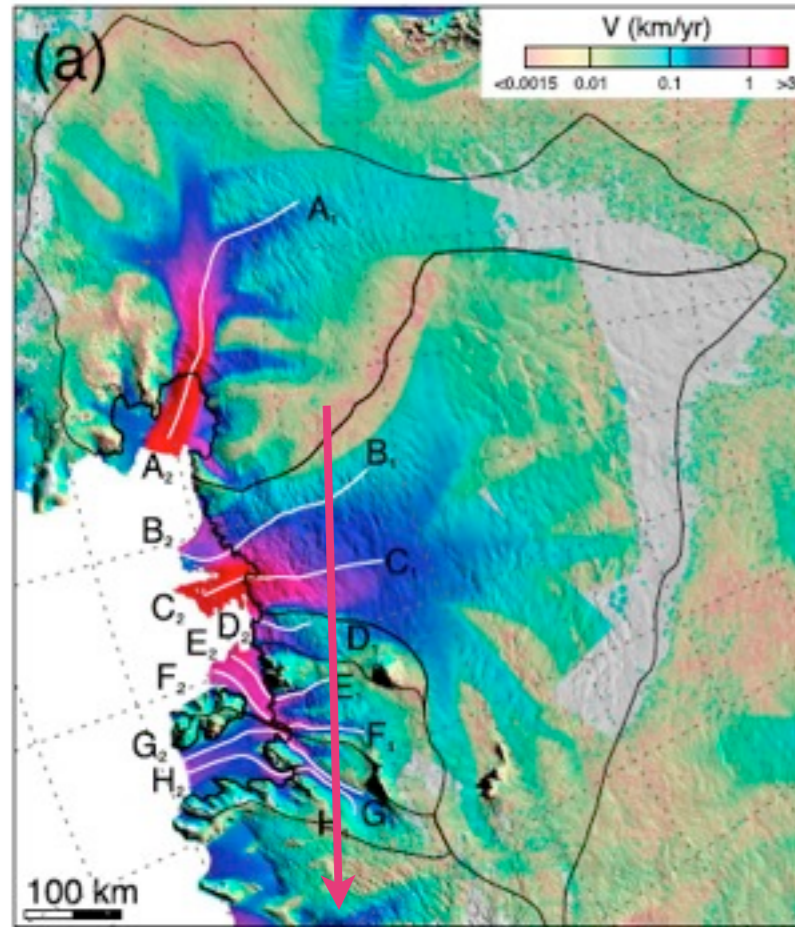 (a)
V (km/yr)
<0.0015 0.01 0.1 1 >3
A₁
A₂
B₁
B₂
C₁
C₂
D₂
D
E₂
E
F₂
F₁
G₂
H₂
G
100 km